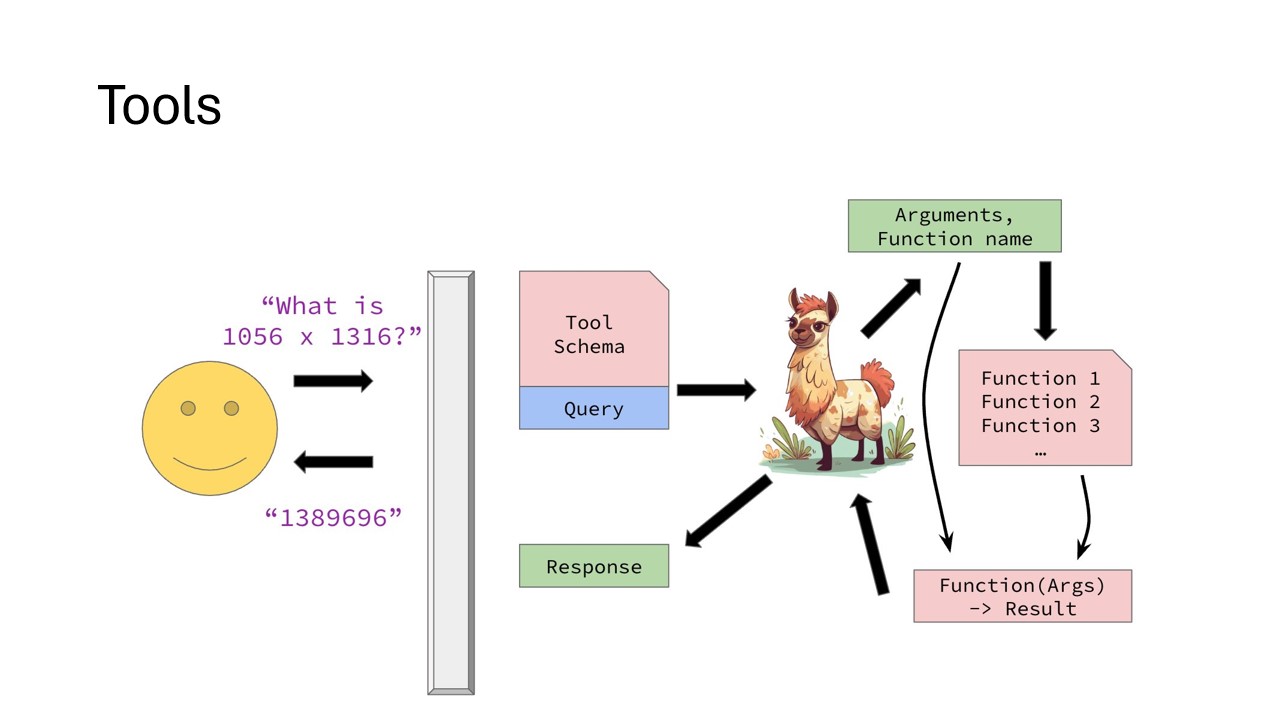 Tools
“What is
1056 x 1316?”
“1389696”
Tool
Schema
Query
Response
Arguments,
Function name
Function 1
Function 2
Function 3
…
Function(Args)
-> Result